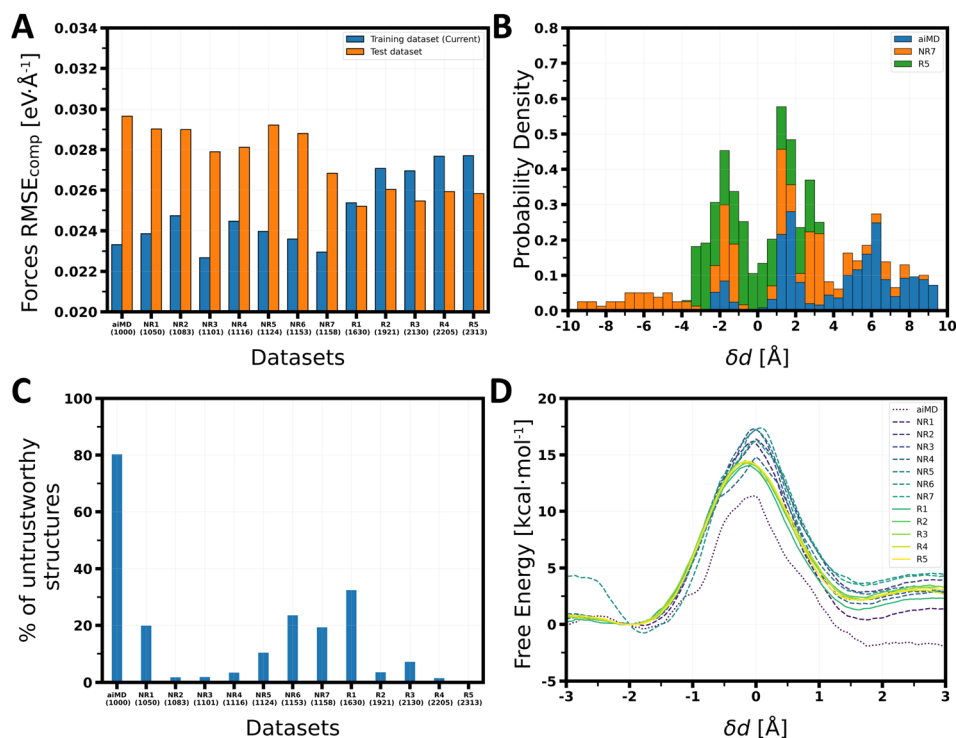 A
Forces RMSEcomp [eV·Å-1]
0.034
0.032
0.030
0.028
0.026
0.024
0.022
0.020
Training dataset (Current)
Test dataset
aiMD NR1 NR2 NR3 NR4 NR5 NR6 NR7 R1 R2 R3 R4 R5
(1000) (1050) (1083) (1101) (1116) (1124) (1153) (1158) (1630) (1921) (2130) (2205) (2313)
Datasets
B
Probability Density
0.8
0.7
0.6
0.5
0.4
0.3
0.2
0.1
0.0
aiMD
NR7
R5
-10 -8 -6 -4 -2 0 2 4 6 8 10
δd [Å]
C
% of untrustworthy
structures
100
80
60
40
20
0
aiMD NR1 NR2 NR3 NR4 NR5 NR6 NR7 R1 R2 R3 R4 R5
(1000) (1050) (1083) (1101) (1116) (1124) (1153) (1158) (1630) (1921) (2130) (2205) (2313)
Datasets
D
Free Energy [kcal·mol-1]
20
15
10
5
0
-5
aiMD
NR1
NR2
NR3
NR4
NR5
NR6
NR7
R1
R2
R3
R4
R5
-3 -2 -1 0 1 2 3
δd [Å]